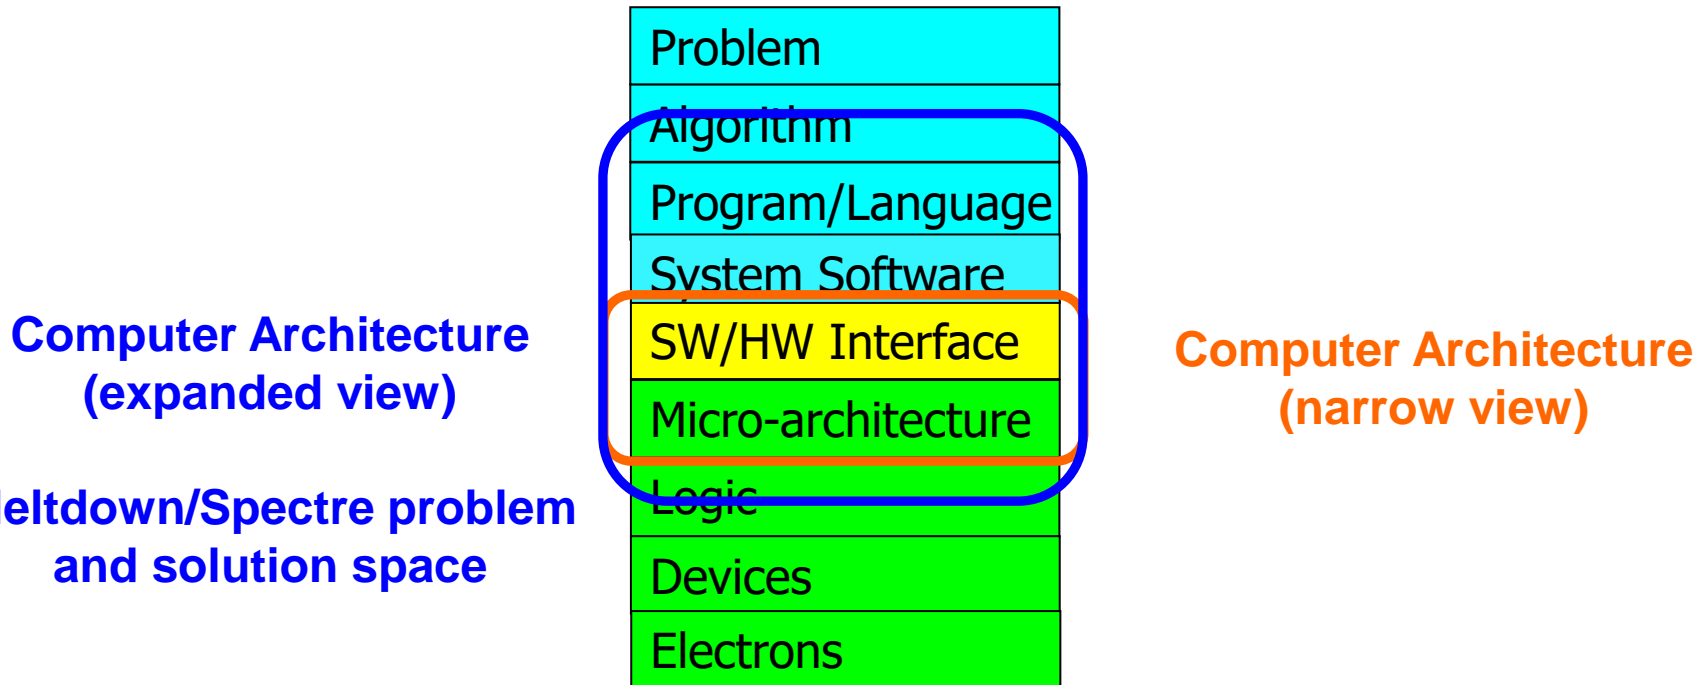 Problem
Algorithm
Program/Language
System Software
SW/HW Interface
Micro-architecture
Logic
Devices
Electrons
Computer Architecture
(expanded view)
eltdown/Spectre problem
and solution space
Computer Architecture
(narrow view)